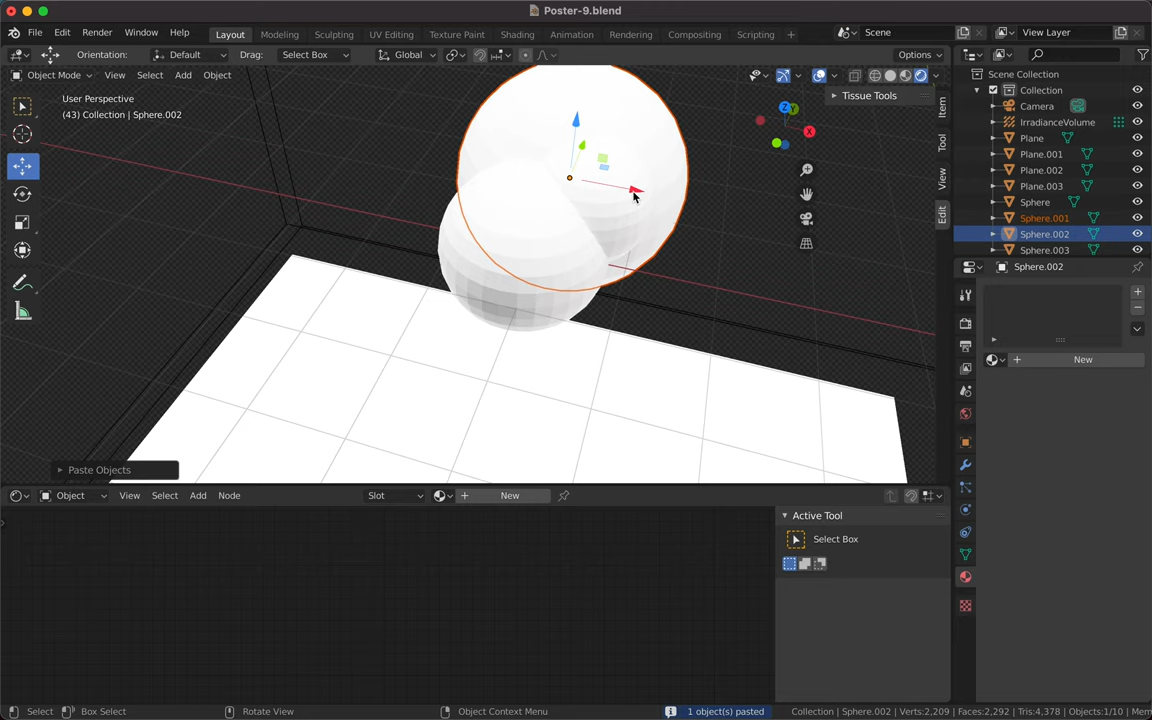 Poster-9.blend
File Edit Render Window Help Layout Modeling Sculpting UV Editing Texture Paint Shading Animation Rendering Compositing Scripting + Scene View Layer
Orientation: Default Drag: Select Box Global Options
Object Mode View Select Add Object
User Perspective
(43) Collection | Sphere.002
Tissue Tools
Item
Tool
View
Edit
X
Y
Z
Scene Collection
Collection
Camera
IrradianceVolume
Plane
Plane.001
Plane.002
Plane.003
Sphere
Sphere.001
Sphere.002
Sphere.003
Sphere.002
New
Paste Objects
Object View Select Add Node Slot New
Active Tool
Select Box
Select Box Select Rotate View Object Context Menu 1 object(s) pasted Collection | Sphere.002 | Verts:2,209 | Faces:2,292 | Tris:4,378 | Objects:1/10 | Mem